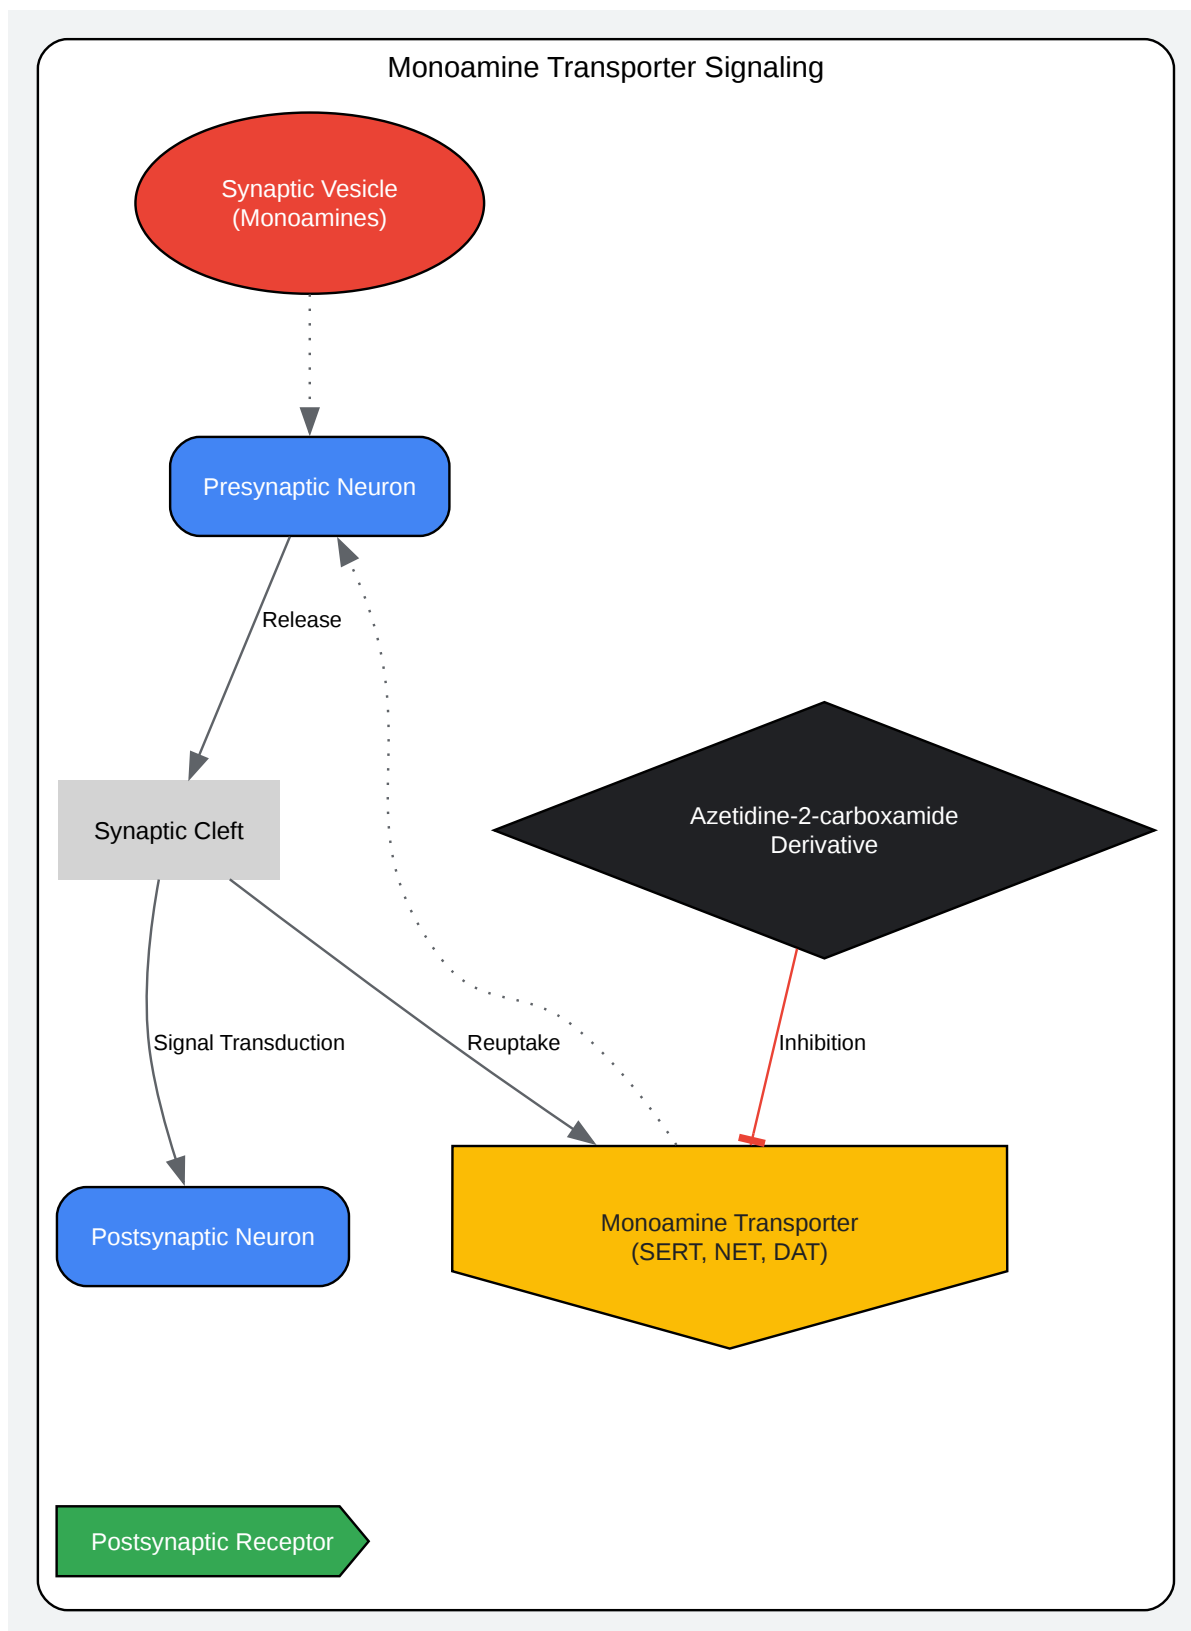 Monoamine Transporter Signaling
Synaptic Vesicle
(Monoamines)
Presynaptic Neuron
Release
Synaptic Cleft
Azetidine-2-carboxamide
Derivative
Signal Transduction
Reuptake
Inhibition
Postsynaptic Neuron
Monoamine Transporter
(SERT, NET, DAT)
Postsynaptic Receptor